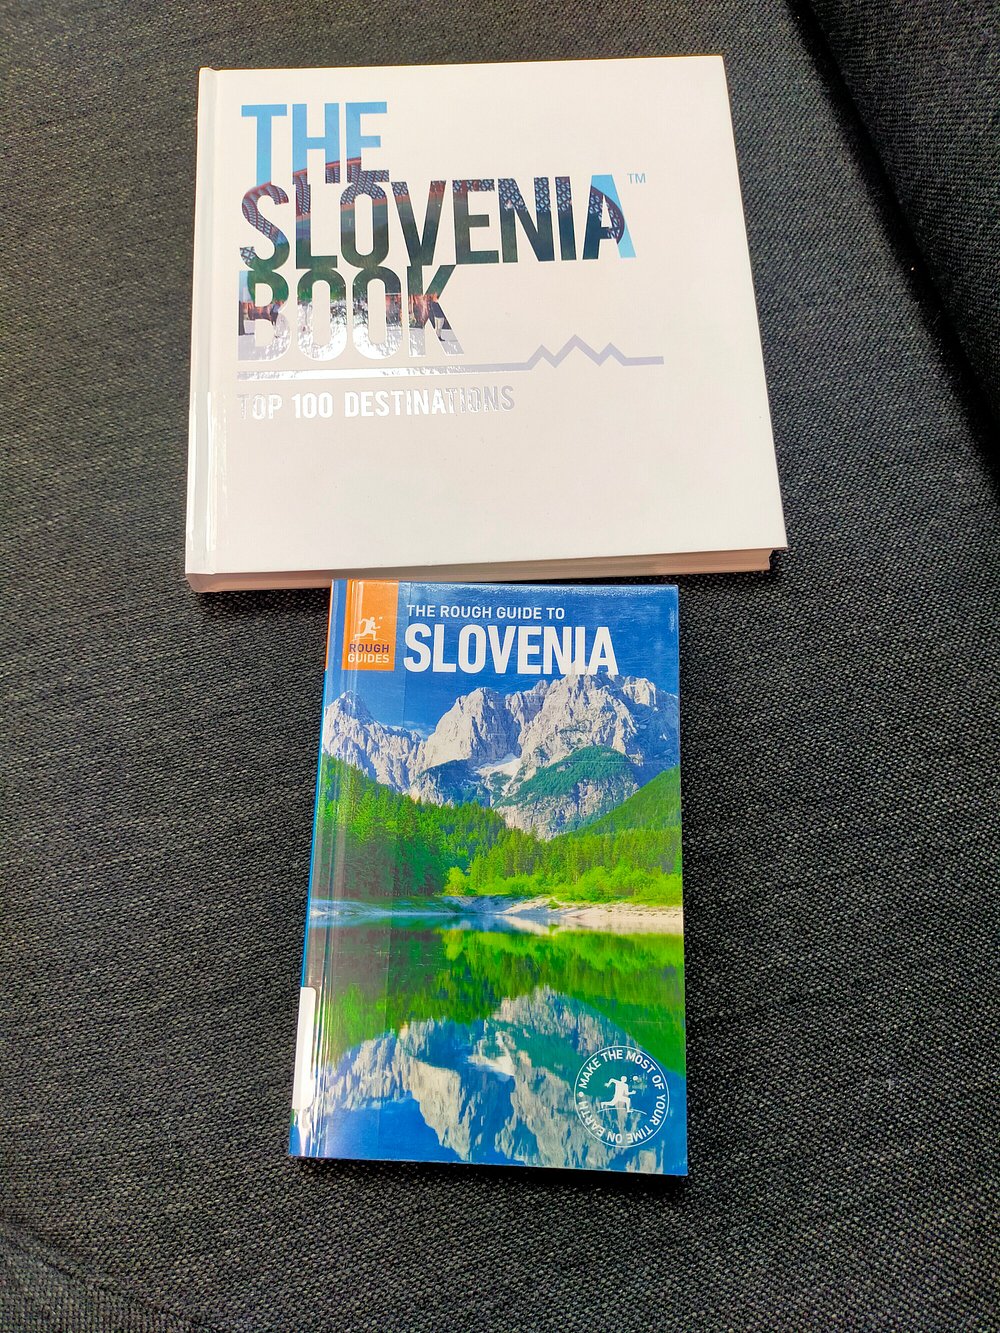 THE
SLOVENIA™
BOOK
TOP 100 DESTINATIONS
THE ROUGH GUIDE TO
SLOVENIA
ROUGH
GUIDES
MAKE THE MOST OF YOUR TIME ON EARTH